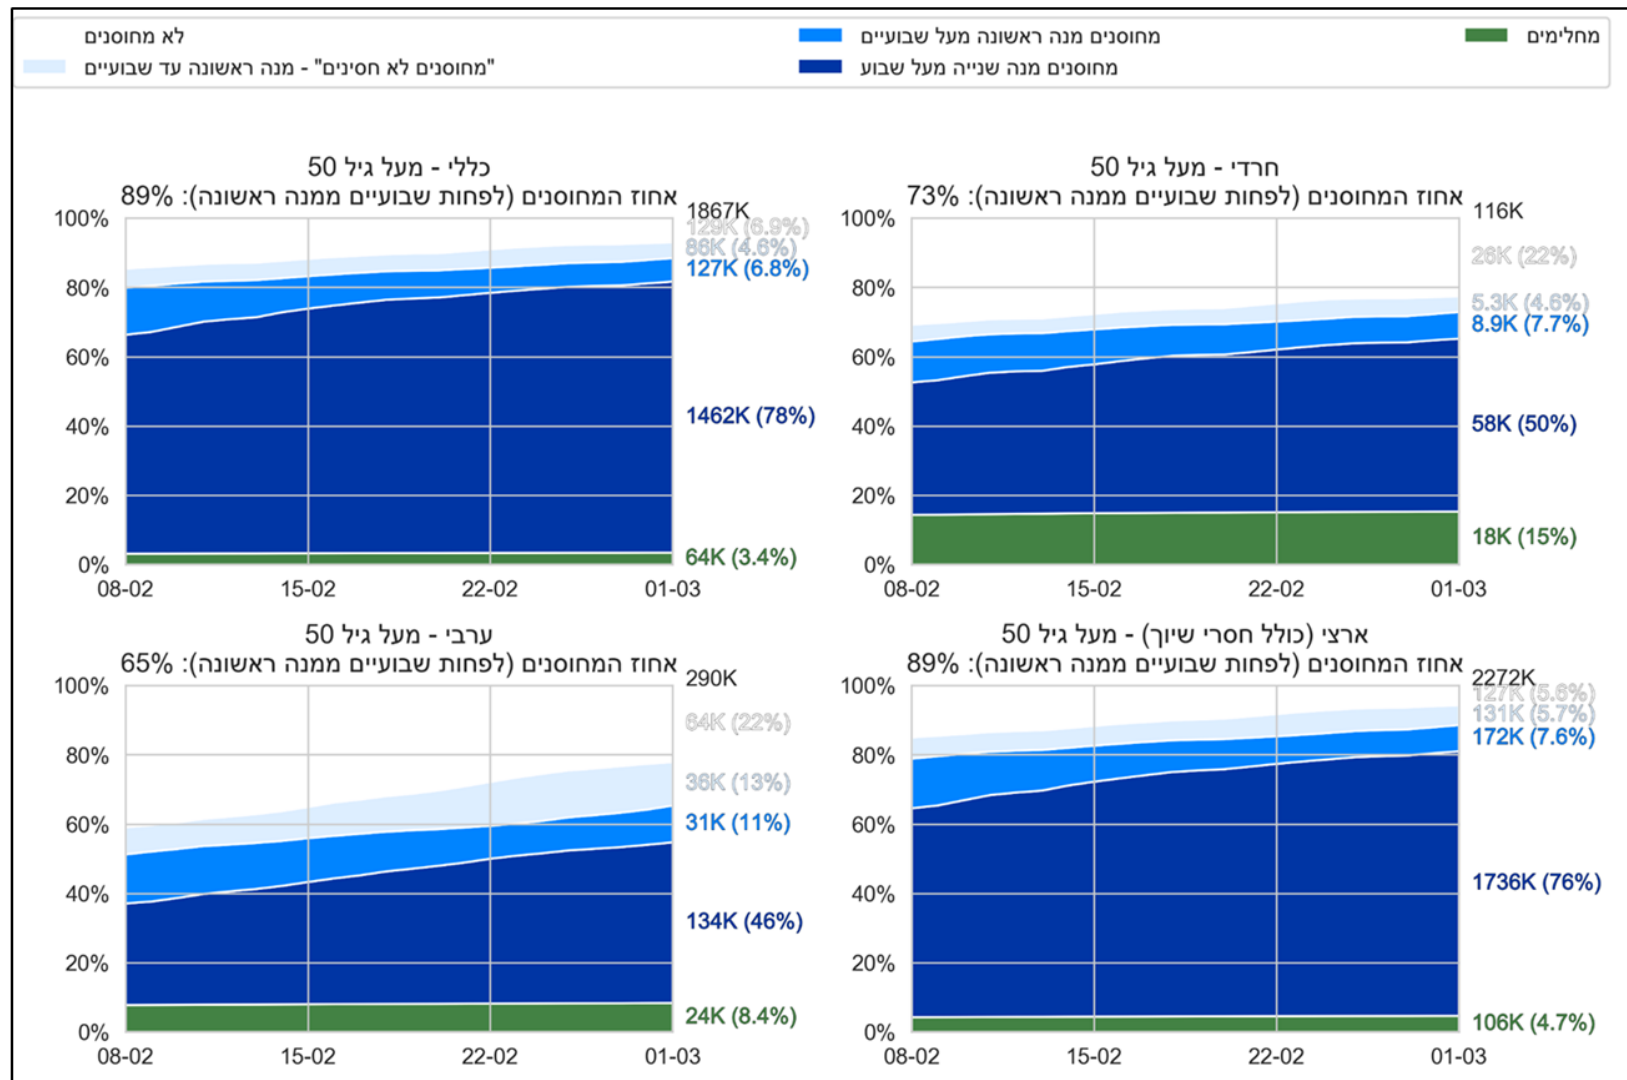 מחלימים
מחוסנים מנה ראשונה מעל שבועיים
מחוסנים מנה שנייה מעל שבוע
לא מחוסנים
"מחוסנים לא חסינים" - מנה ראשונה עד שבועיים
חרדי - מעל גיל 50
אחוז המחוסנים (לפחות שבועיים ממנה ראשונה): 73%
100%
80%
60%
40%
20%
0%
08-02
15-02
22-02
01-03
116K
26K (22%)
5.3K (4.6%)
8.9K (7.7%)
58K (50%)
18K (15%)
כללי - מעל גיל 50
אחוז המחוסנים (לפחות שבועיים ממנה ראשונה): 89%
100%
80%
60%
40%
20%
0%
08-02
15-02
22-02
01-03
1867K
129K (6.9%)
86K (4.6%)
127K (6.8%)
1462K (78%)
64K (3.4%)
ארצי (כולל חסרי שיוך) - מעל גיל 50
אחוז המחוסנים (לפחות שבועיים ממנה ראשונה): 89%
100%
80%
60%
40%
20%
0%
08-02
15-02
22-02
01-03
2272K
127K (5.6%)
131K (5.7%)
172K (7.6%)
1736K (76%)
106K (4.7%)
ערבי - מעל גיל 50
אחוז המחוסנים (לפחות שבועיים ממנה ראשונה): 65%
100%
80%
60%
40%
20%
0%
08-02
15-02
22-02
01-03
290K
64K (22%)
36K (13%)
31K (11%)
134K (46%)
24K (8.4%)